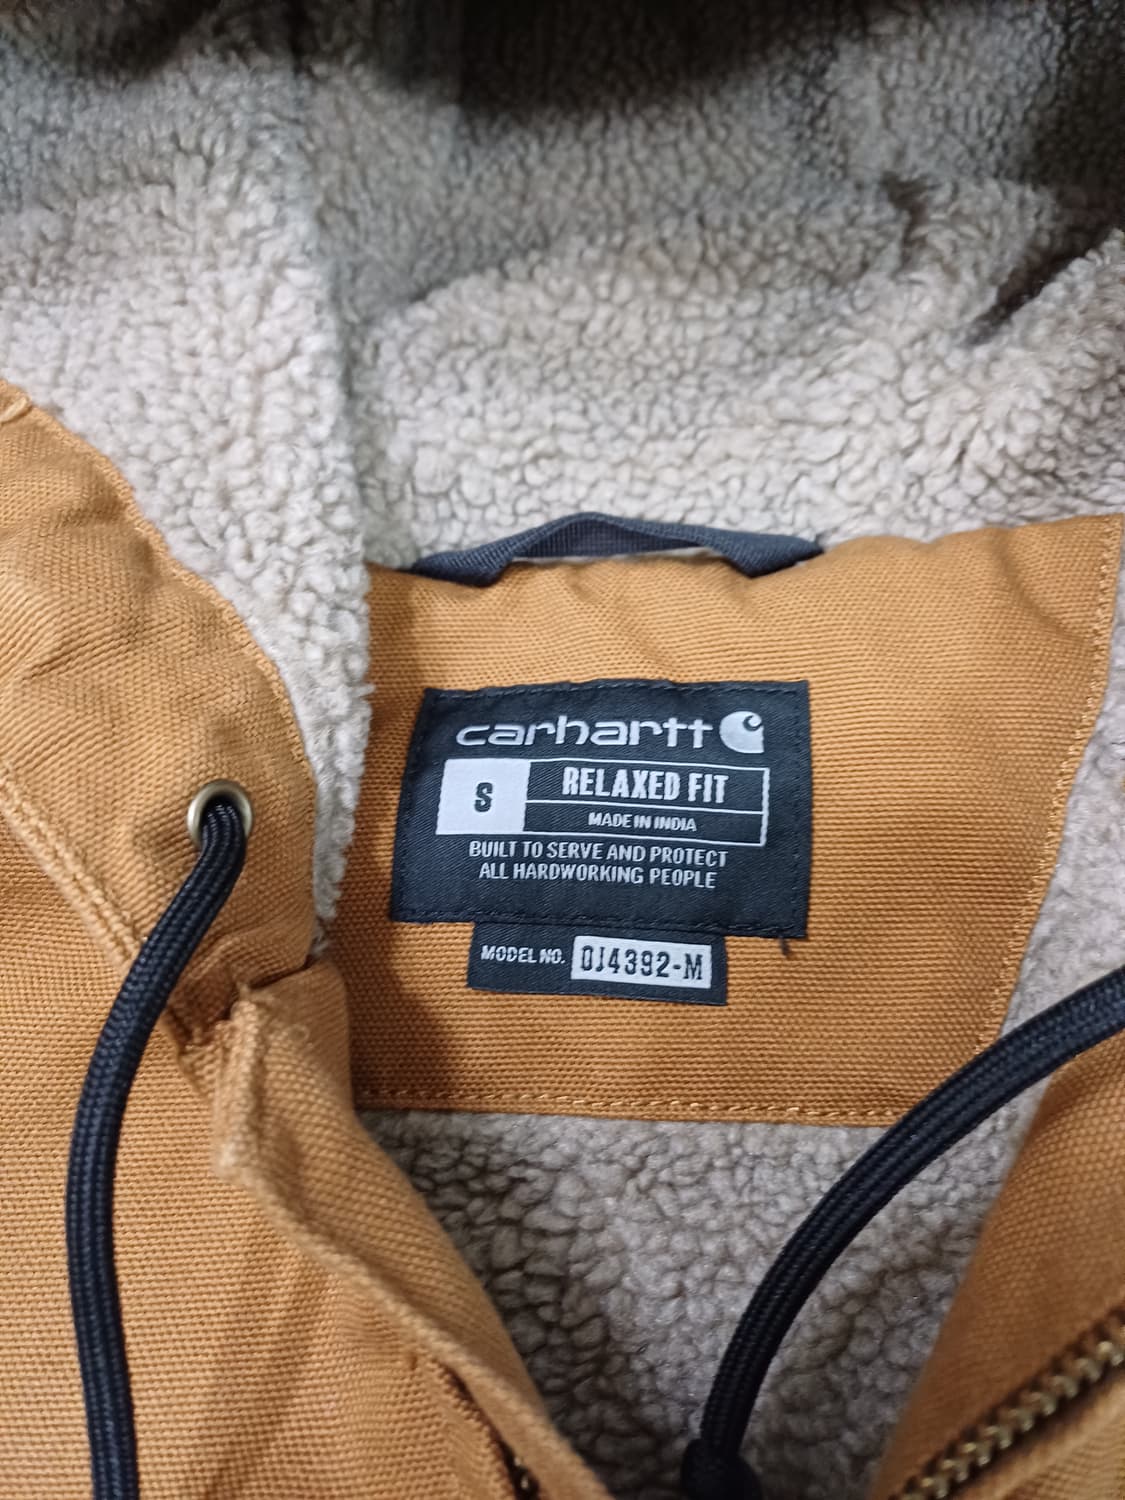 carhartt
S
RELAXED FIT
MADE IN INDIA
BUILT TO SERVE AND PROTECT
ALL HARDWORKING PEOPLE
MODEL NO. OJ4392-M